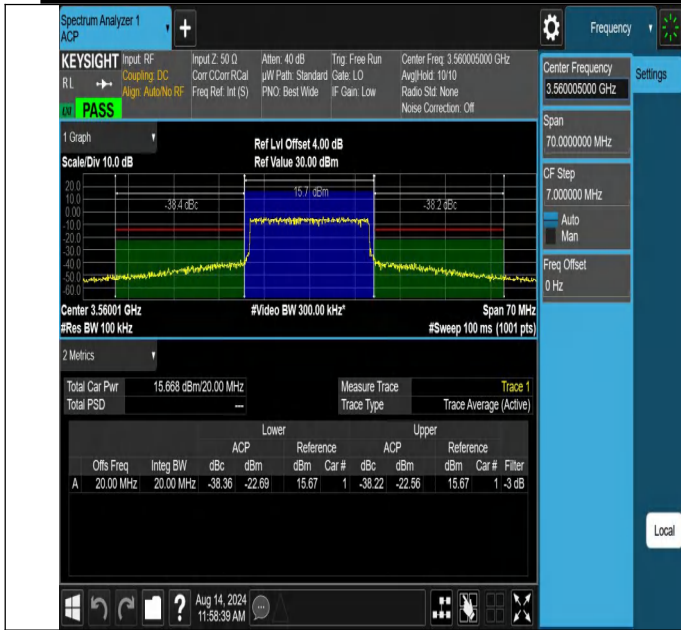 Spectrum Analyzer 1
ACP
Frequency
KEYSIGHT Input: RF Input Z: 50 Ω Atten: 40 dB Trig: Free Run Center Freq: 3.560005000 GHz
RL Coupling: DC Corr CCorr RCal µW Path: Standard Gate: LO Avg|Hold: 10/10
Align: Auto/No RF Freq Ref: Int (S) PNO: Best Wide IF Gain: Low Radio Std: None
Noise Correction: Off
PASS
Center Frequency
3.560005000 GHz
Settings
Span
70.0000000 MHz
CF Step
7.000000 MHz
Auto
Man
Freq Offset
0 Hz
1 Graph
Ref Lvl Offset 4.00 dB
Scale/Div 10.0 dB Ref Value 30.00 dBm
20.0
10.0
0.00
-10.0
-20.0
-30.0
-40.0
-50.0
-60.0
-38.4 dBc 15.7 dBm -38.2 dBc
Center 3.56001 GHz #Video BW 300.00 kHz* Span 70 MHz
#Res BW 100 kHz #Sweep 100 ms (1001 pts)
2 Metrics
Total Car Pwr 15.668 dBm/20.00 MHz Measure Trace Trace 1
Total PSD --- Trace Type Trace Average (Active)
Lower Upper
ACP Reference ACP Reference
Offs Freq Integ BW dBc dBm dBm Car # dBc dBm dBm Car # Filter
A 20.00 MHz 20.00 MHz -38.36 -22.69 15.67 1 -38.22 -22.56 15.67 1 -3 dB
Local
? Aug 14, 2024
11:58:39 AM